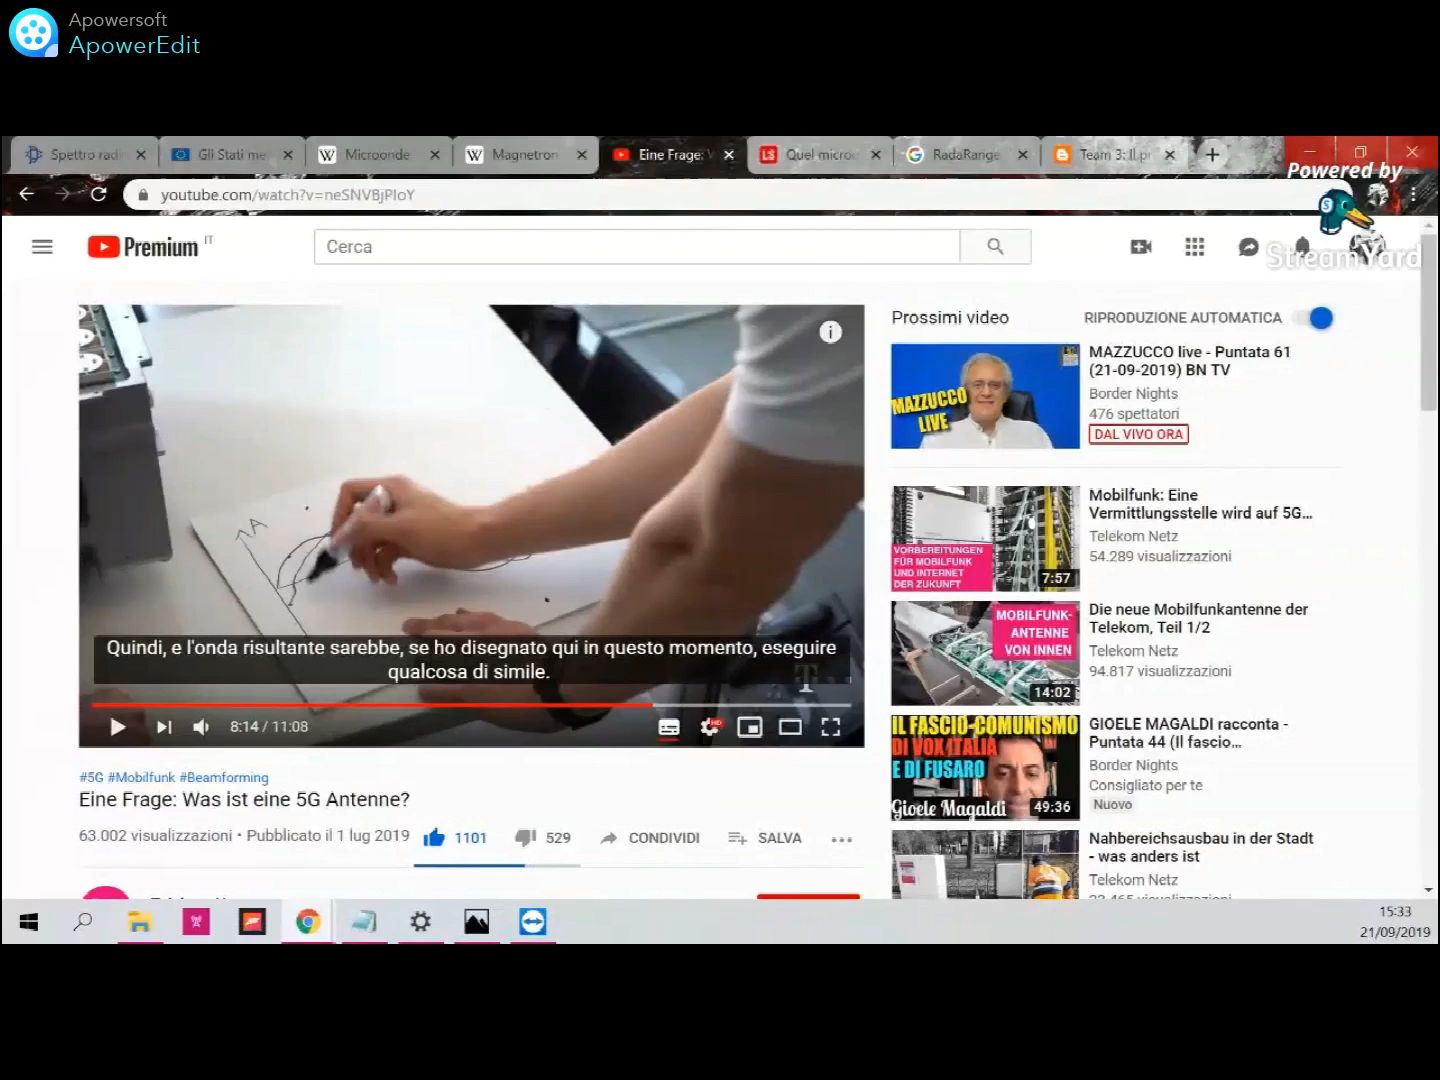 Apowersoft
ApowerEdit
Spettro radi
Gli Stati me
Microonde
Magnetron
Eine Frage: W
Quel micro
RadaRange
Team 3: Il pr
Powered by
youtube.com/watch?v=neSNVBjPIoY
StreamYard
Premium IT
Cerca
Prossimi video
RIPRODUZIONE AUTOMATICA
MAZZUCCO
LIVE
MAZZUCCO live - Puntata 61
(21-09-2019) BN TV
Border Nights
476 spettatori
DAL VIVO ORA
VORBEREITUNGEN
FÜR MOBILFUNK
UND INTERNET
DER ZUKUNFT
7:57
Mobilfunk: Eine
Vermittlungsstelle wird auf 5G...
Telekom Netz
54.289 visualizzazioni
MOBILFUNK-
ANTENNE
VON INNEN
14:02
Die neue Mobilfunkantenne der
Telekom, Teil 1/2
Telekom Netz
94.817 visualizzazioni
Quindi, e l'onda risultante sarebbe, se ho disegnato qui in questo momento, eseguire
qualcosa di simile.
8:14 / 11:08
HD
IL FASCIO-COMUNISMO
DI VOX ITALIA
E DI FUSARO
Gioele Magaldi
49:36
GIOELE MAGALDI racconta -
Puntata 44 (Il fascio...
Border Nights
Consigliato per te
Nuovo
#5G #Mobilfunk #Beamforming
Eine Frage: Was ist eine 5G Antenne?
63.002 visualizzazioni • Pubblicato il 1 lug 2019
1101
529
CONDIVIDI
SALVA
Nahbereichsausbau in der Stadt
- was anders ist
Telekom Netz
15:33
21/09/2019